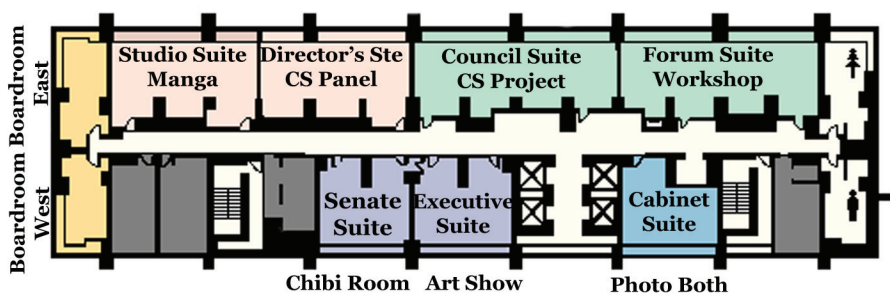 Boardroom
East
Boardroom
West
Studio Suite
Manga
Director's Ste
CS Panel
Council Suite
CS Project
Forum Suite
Workshop
Senate
Suite
Executive
Suite
Cabinet
Suite
Chibi Room
Art Show
Photo Both